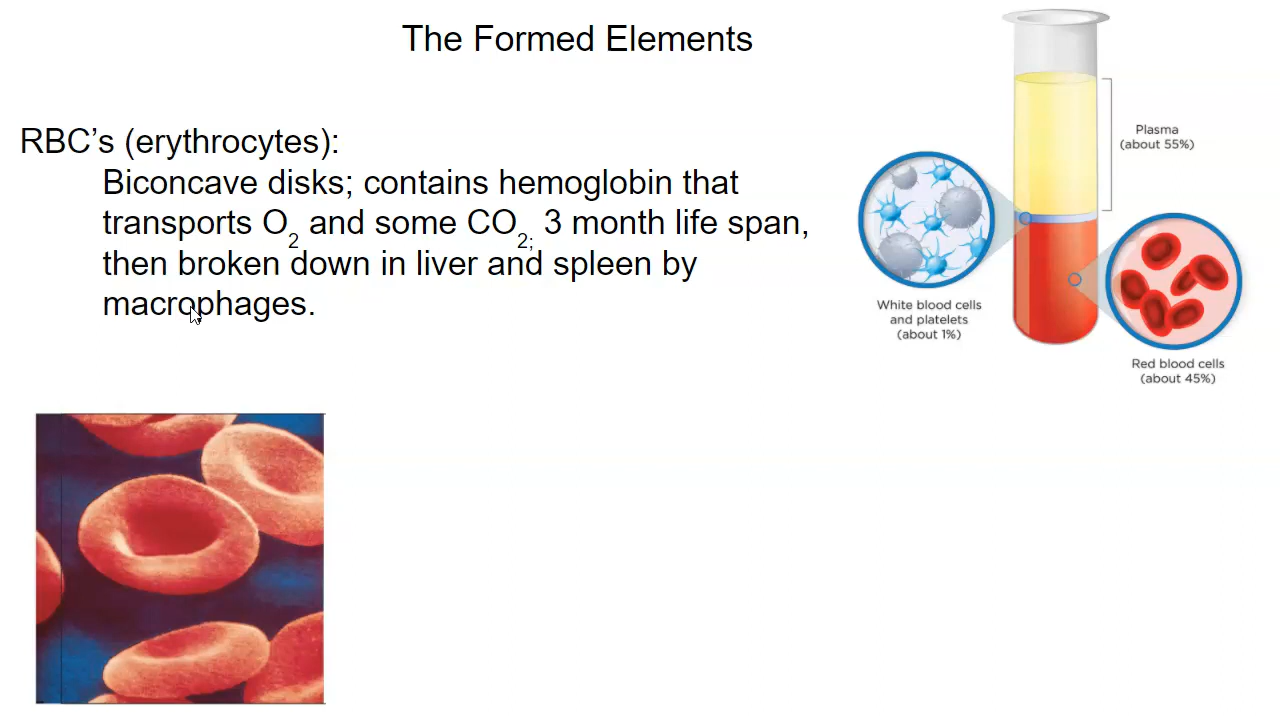 The Formed Elements
RBC’s (erythrocytes):
Biconcave disks; contains hemoglobin that
transports O₂ and some CO₂; 3 month life span,
then broken down in liver and spleen by
macrophages.
Plasma
(about 55%)
White blood cells
and platelets
(about 1%)
Red blood cells
(about 45%)